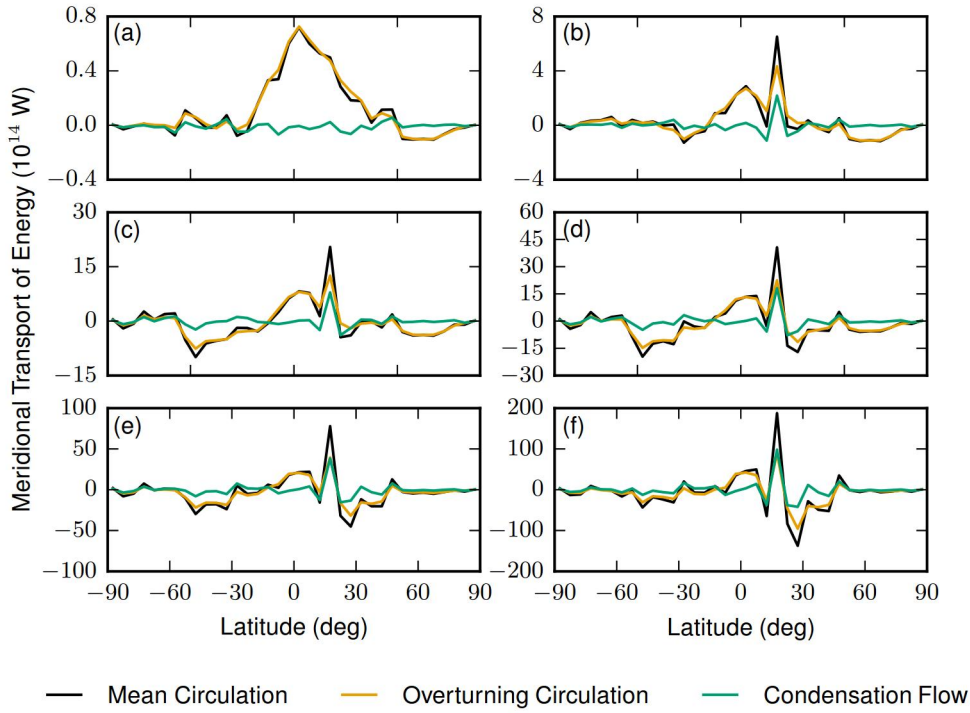 Meridional Transport of Energy (10^14 W)
(a)
0.8
0.4
0.0
−0.4
(b)
8
4
0
−4
(c)
30
15
0
−15
(d)
60
45
30
15
0
−15
−30
(e)
100
50
0
−50
−100
(f)
200
100
0
−100
−200
−90 −60 −30 0 30 60 90
−90 −60 −30 0 30 60 90
Latitude (deg)
Latitude (deg)
Mean Circulation
Overturning Circulation
Condensation Flow